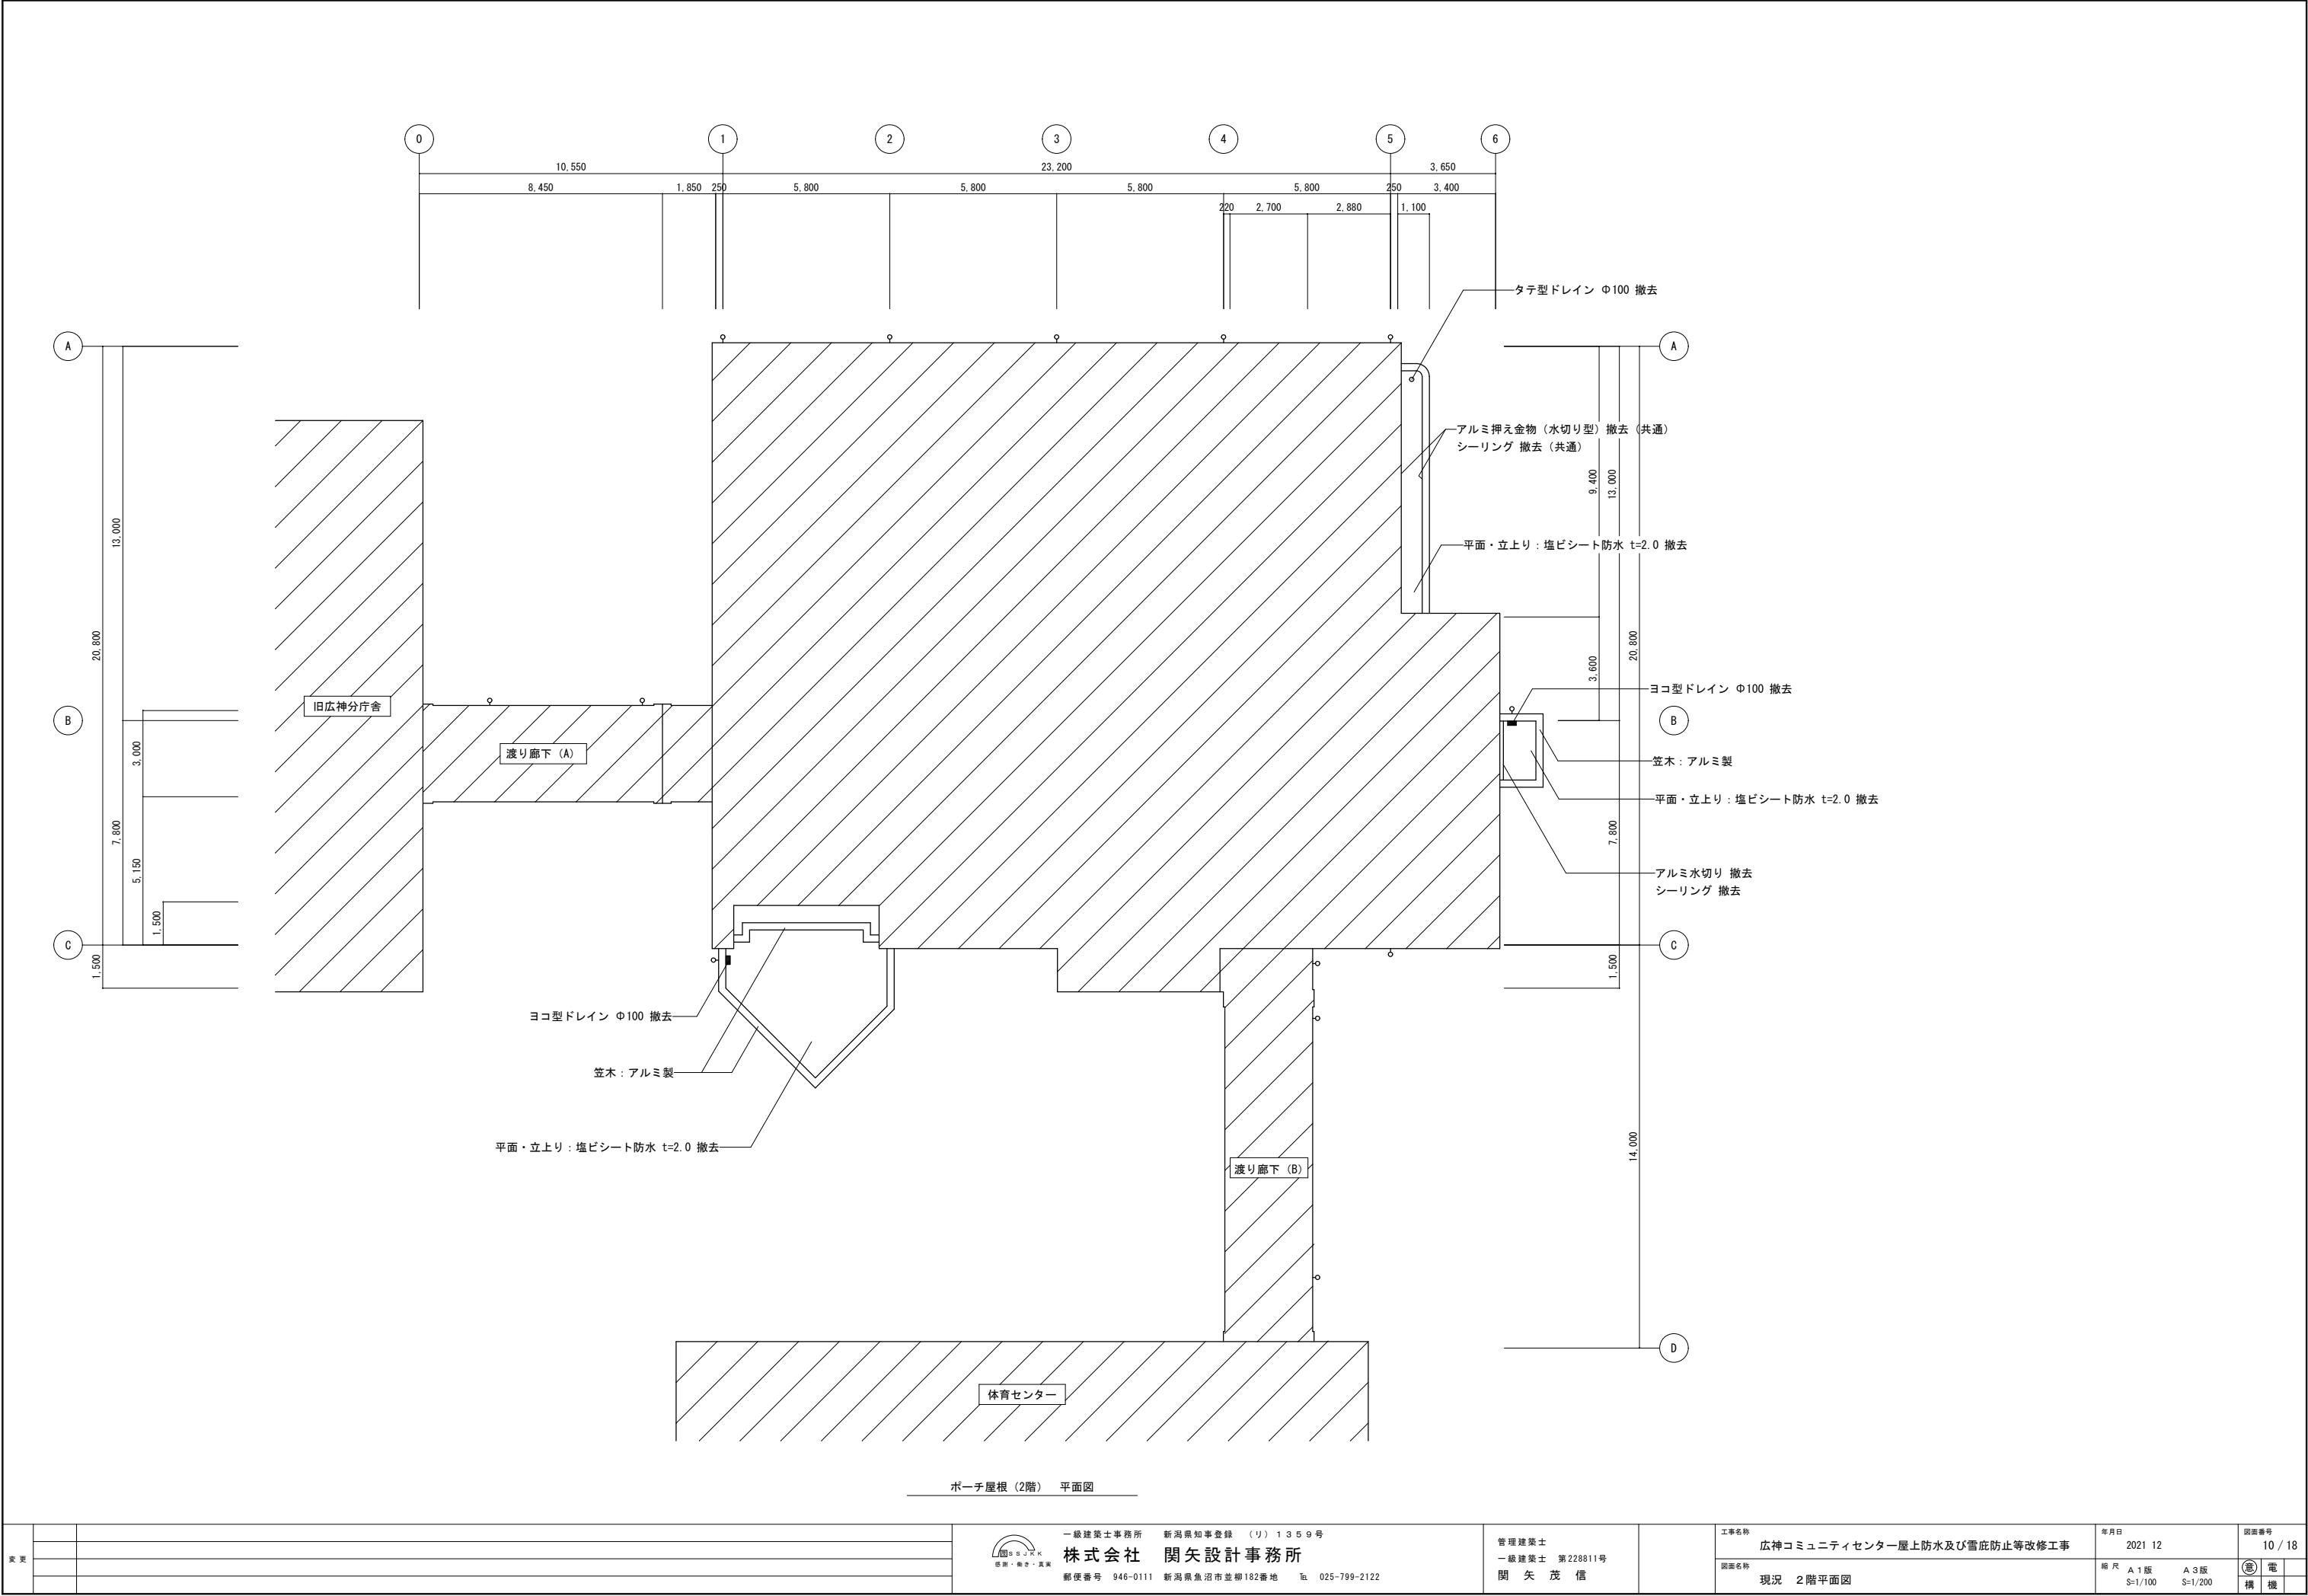 0 1 2 3 4 5 6
10,550 23,200 3,650
8,450 1,850 250 5,800 5,800 5,800 5,800 250 3,400
220 2,700 2,880 1,100
タテ型ドレイン Φ100 撤去
A A
アルミ押え金物（水切り型）撤去（共通）
シーリング 撤去（共通）
9,400
13,000
13,000
平面・立上り：塩ビシート防水 t=2.0 撤去
20,800
20,800
3,600
ヨコ型ドレイン Φ100 撤去
旧広神分庁舎
B B
渡り廊下（A）
3,000
笠木：アルミ製
平面・立上り：塩ビシート防水 t=2.0 撤去
7,800
7,800
5,150
アルミ水切り 撤去
シーリング 撤去
1,500
C C
1,500
1,500
ヨコ型ドレイン Φ100 撤去
笠木：アルミ製
平面・立上り：塩ビシート防水 t=2.0 撤去
14,000
渡り廊下（B）
D
体育センター
ポーチ屋根（2階） 平面図
変更
SSJKK
感謝・働き・真実
一級建築士事務所 新潟県知事登録 （リ）１３５９号
株式会社 関矢設計事務所
郵便番号 946-0111 新潟県魚沼市並柳182番地 ℡ 025-799-2122
管理建築士
一級建築士 第228811号
関 矢 茂 信
工事名称
広神コミュニティセンター屋上防水及び雪庇防止等改修工事
図面名称
現況 ２階平面図
年月日
2021 12
縮尺 Ａ１版 Ａ３版
S=1/100 S=1/200
図面番号
10 / 18
意 電
構 機